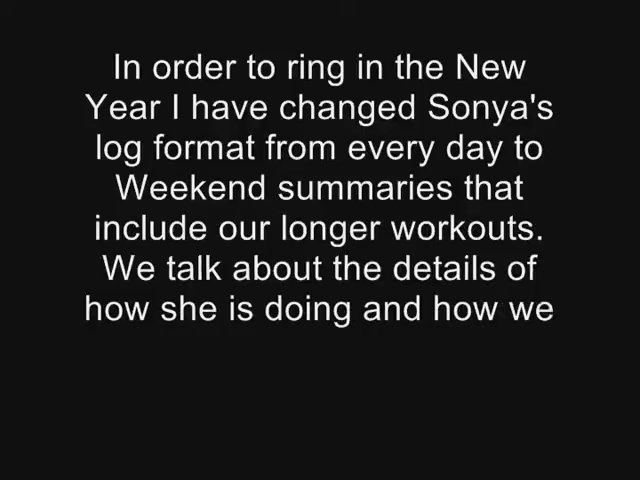 In order to ring in the New
Year I have changed Sonya's
log format from every day to
Weekend summaries that
include our longer workouts.
We talk about the details of
how she is doing and how we